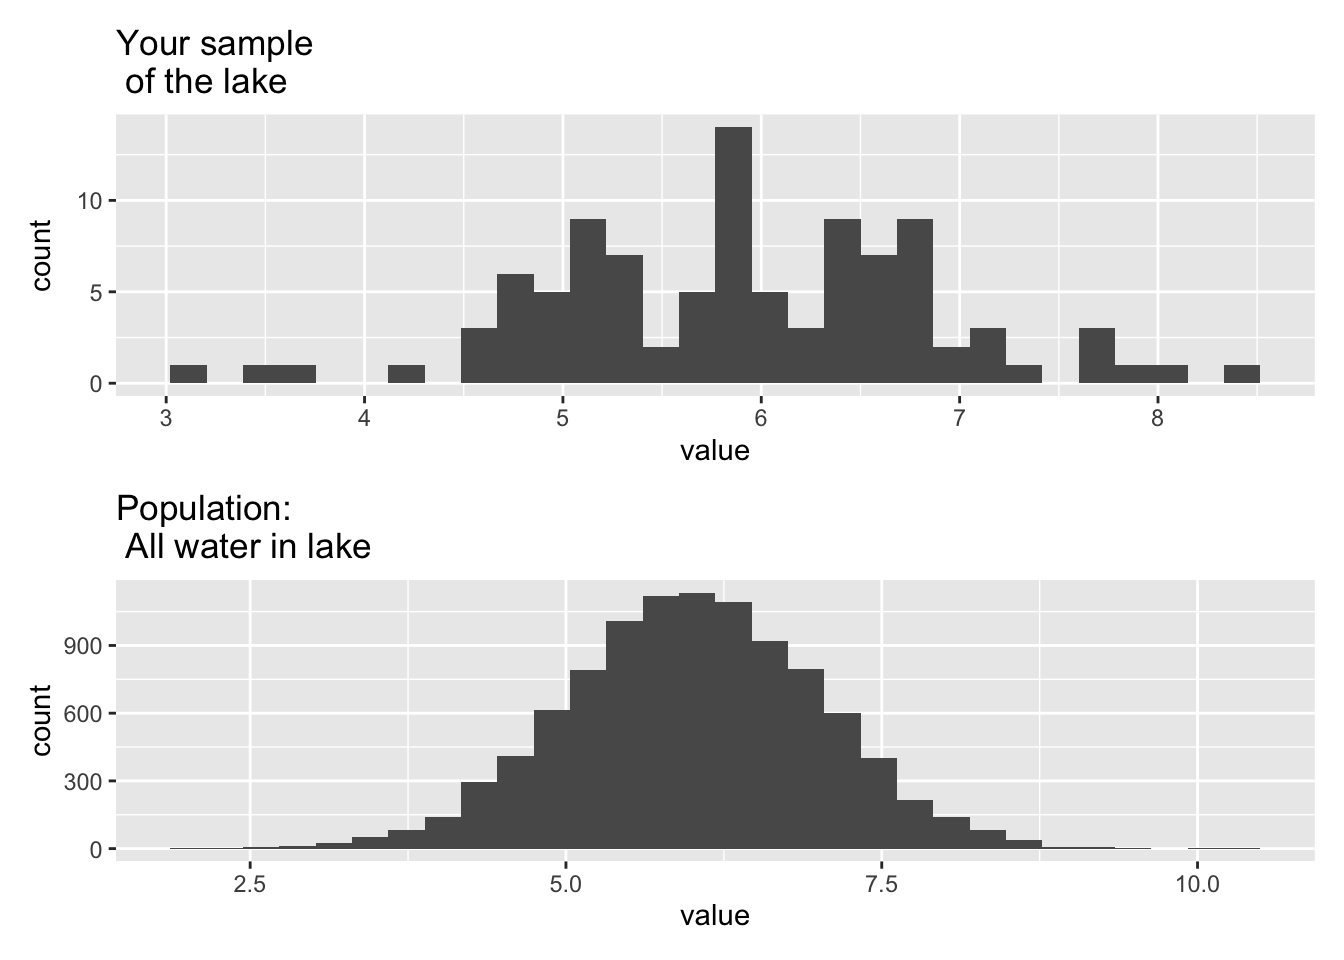 Your sample
of the lake
10
5
0
count
3 4 5 6 7 8
value
Population:
All water in lake
900
600
300
0
count
2.5 5.0 7.5 10.0
value